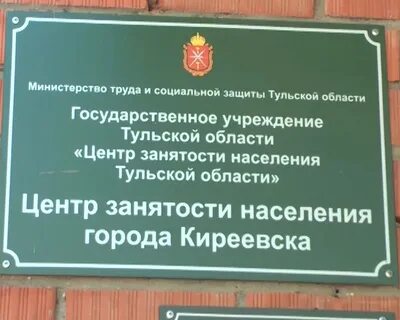 Министерство труда и социальной защиты Тульской области
Государственное учреждение
Тульской области
«Центр занятости населения
Тульской области»
Центр занятости населения
города Киреевска